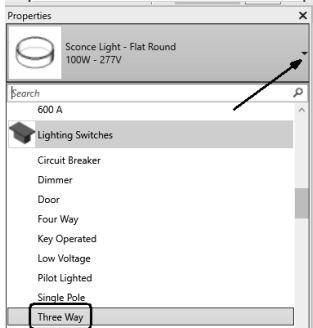 Properties
Sconce Light - Flat Round
100W - 277V
Search
600 A
Lighting Switches
Circuit Breaker
Dimmer
Door
Four Way
Key Operated
Low Voltage
Pilot Lighted
Single Pole
Three Way